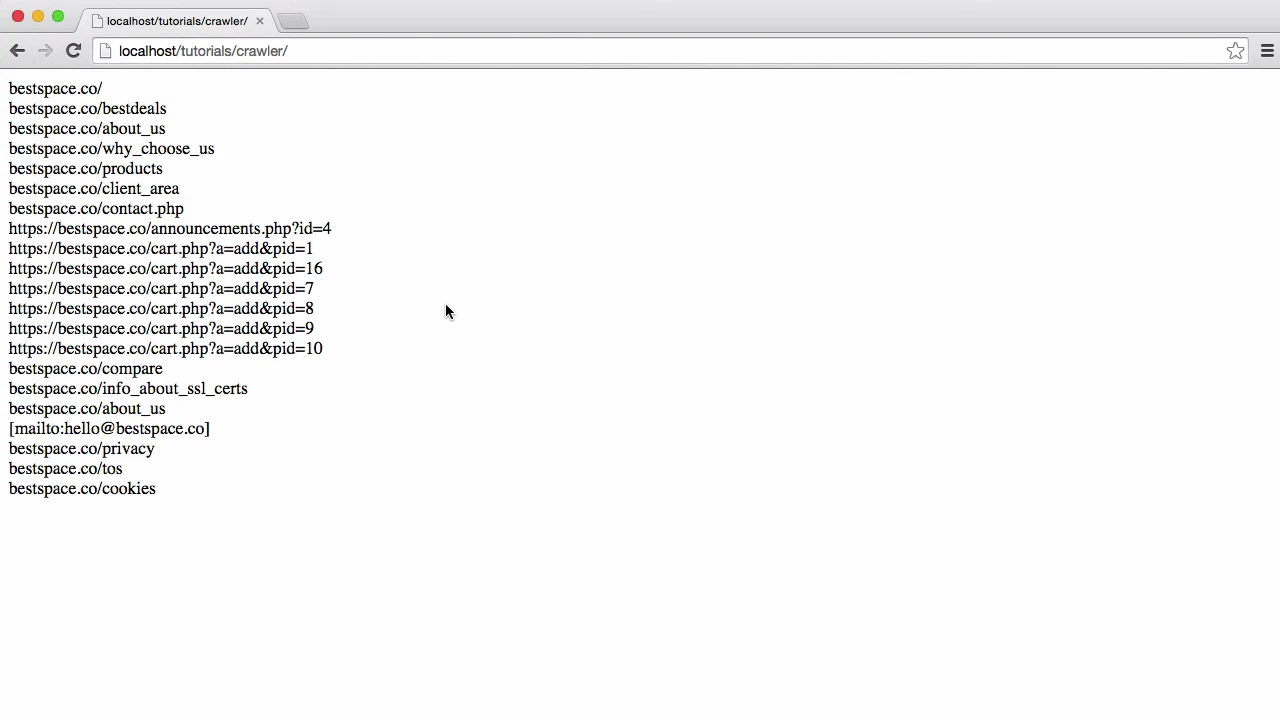 localhost/tutorials/crawler/
localhost/tutorials/crawler/
bestspace.co/
bestspace.co/bestdeals
bestspace.co/about_us
bestspace.co/why_choose_us
bestspace.co/products
bestspace.co/client_area
bestspace.co/contact.php
https://bestspace.co/announcements.php?id=4
https://bestspace.co/cart.php?a=add&pid=1
https://bestspace.co/cart.php?a=add&pid=16
https://bestspace.co/cart.php?a=add&pid=7
https://bestspace.co/cart.php?a=add&pid=8
https://bestspace.co/cart.php?a=add&pid=9
https://bestspace.co/cart.php?a=add&pid=10
bestspace.co/compare
bestspace.co/info_about_ssl_certs
bestspace.co/about_us
[mailto:hello@bestspace.co]
bestspace.co/privacy
bestspace.co/tos
bestspace.co/cookies